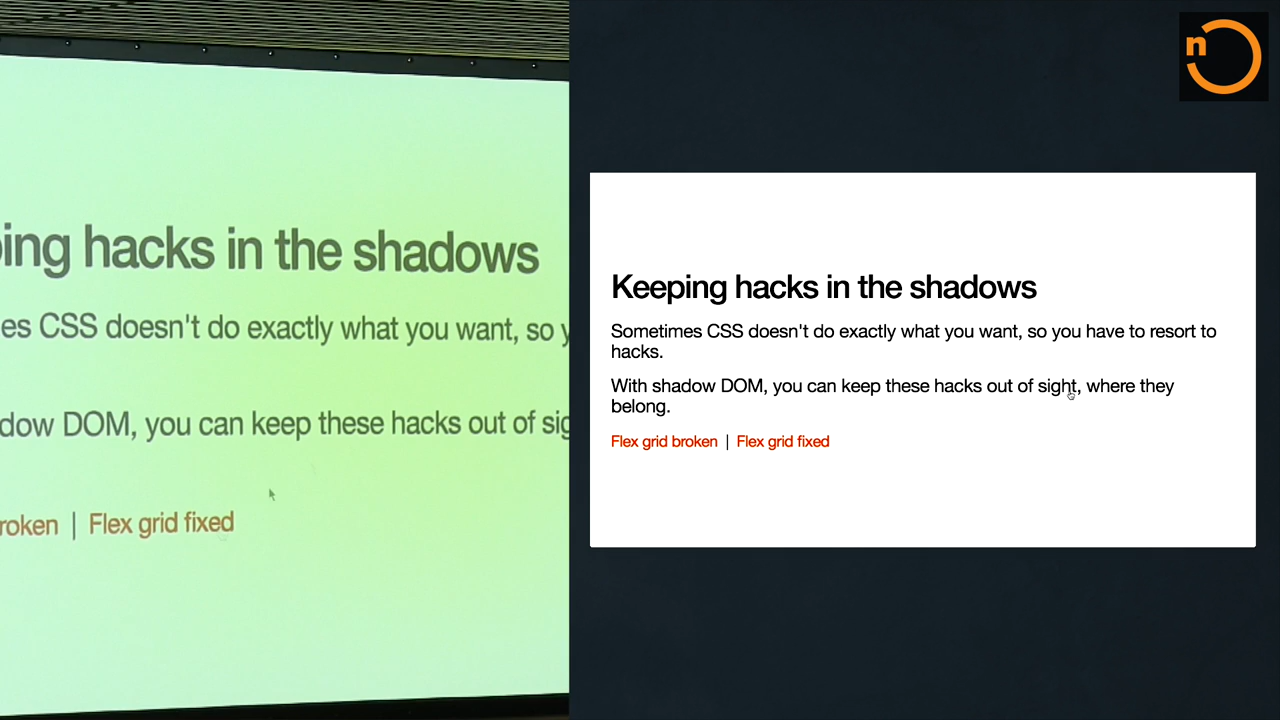 ing hacks in the shadows
es CSS doesn't do exactly what you want, so y
dow DOM, you can keep these hacks out of sig
roken | Flex grid fixed
n
Keeping hacks in the shadows
Sometimes CSS doesn't do exactly what you want, so you have to resort to
hacks.
With shadow DOM, you can keep these hacks out of sight, where they
belong.
Flex grid broken | Flex grid fixed